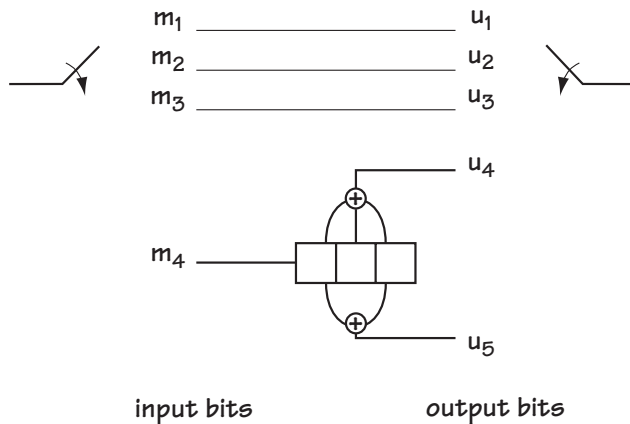 m1 u1
m2 u2
m3 u3
u4
m4
u5
input bits output bits